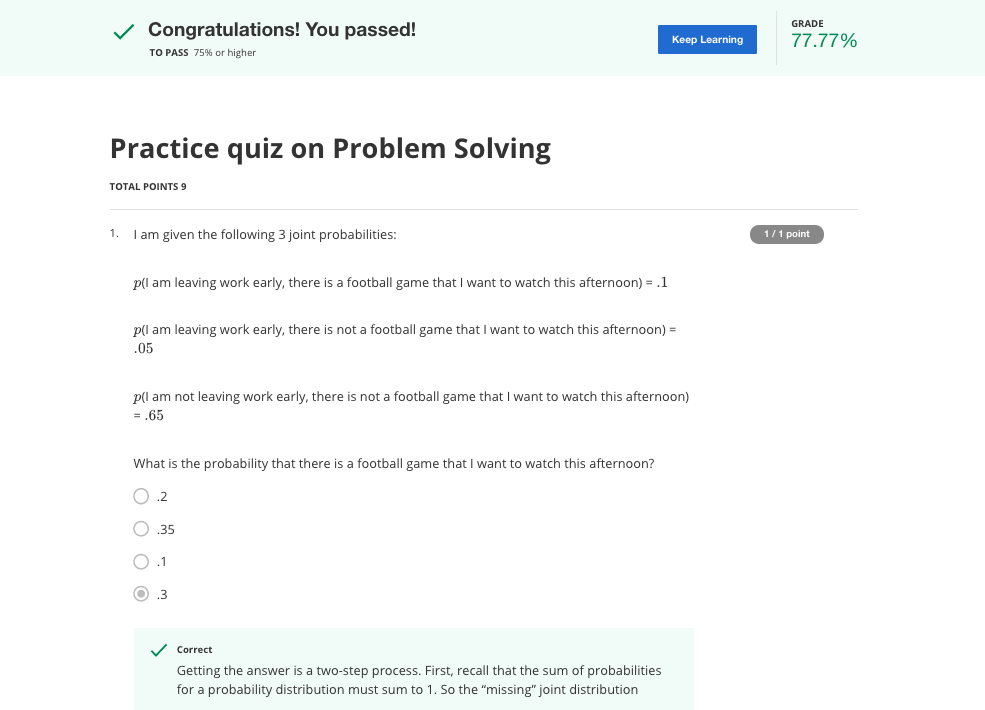 Congratulations! You passed!
TO PASS 75% or higher
Keep Learning
GRADE
77.77%
Practice quiz on Problem Solving
TOTAL POINTS 9
1. I am given the following 3 joint probabilities:
1 / 1 point
p(I am leaving work early, there is a football game that I want to watch this afternoon) = .1
p(I am leaving work early, there is not a football game that I want to watch this afternoon) =
.05
p(I am not leaving work early, there is not a football game that I want to watch this afternoon)
= .65
What is the probability that there is a football game that I want to watch this afternoon?
.2
.35
.1
.3
Correct
Getting the answer is a two-step process. First, recall that the sum of probabilities
for a probability distribution must sum to 1. So the “missing” joint distribution